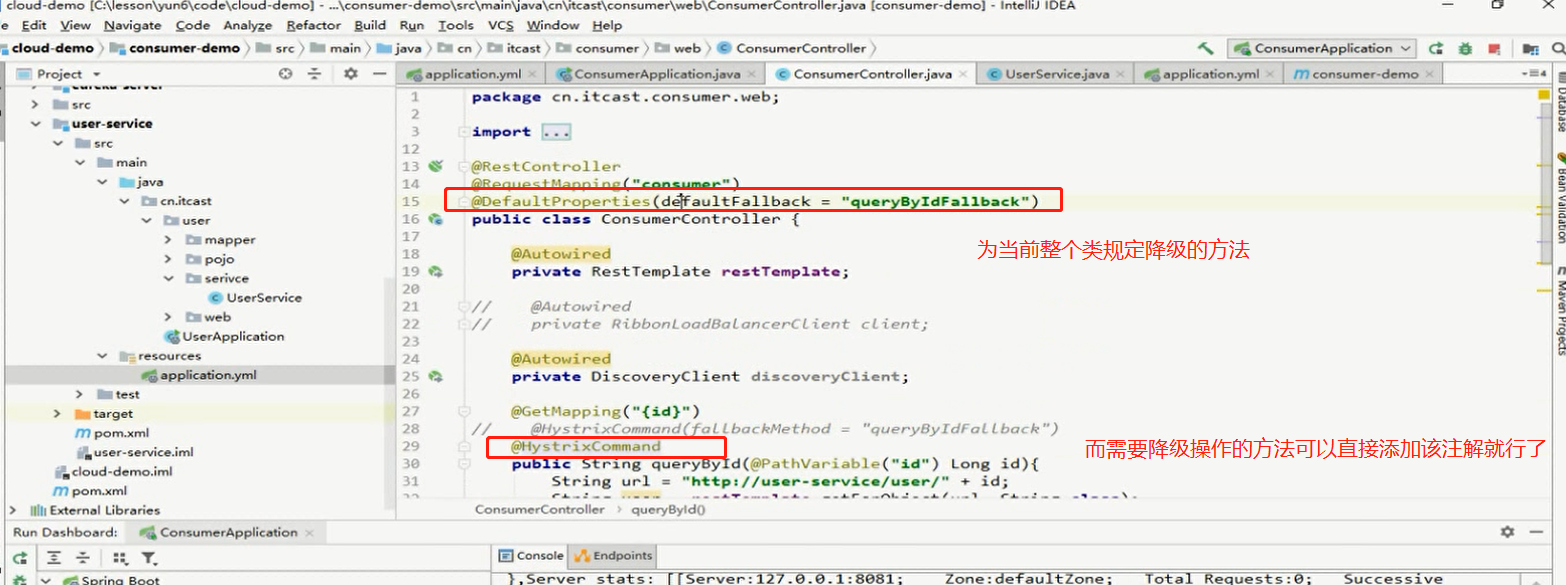 cloud-demo [C:\lesson\yun6\code\cloud-demo] - ...\consumer-demo\src\main\java\cn\itcast\consumer\web\ConsumerController.java [consumer-demo] - IntelliJ IDEA
Edit View Navigate Code Analyze Refactor Build Run Tools VCS Window Help
cloud-demo consumer-demo src main java cn itcast consumer web ConsumerController ConsumerApplication
Project application.yml ConsumerApplication.java ConsumerController.java UserService.java application.yml consumer-demo
eureka-server
src
user-service
src
main
java
cn.itcast
user
mapper
pojo
serivce
UserService
web
UserApplication
resources
application.yml
test
target
pom.xml
user-service.iml
cloud-demo.iml
pom.xml
External Libraries
1 package cn.itcast.consumer.web;
2
3 import ...
12
13 @RestController
14 @RequestMapping("consumer")
15 @DefaultProperties(defaultFallback = "queryByIdFallback")
16 public class ConsumerController {
17
为当前整个类规定降级的方法
18 @Autowired
19 private RestTemplate restTemplate;
20
21 // @Autowired
22 // private RibbonLoadBalancerClient client;
23
24 @Autowired
25 private DiscoveryClient discoveryClient;
26
27 @GetMapping("{id}")
28 // @HystrixCommand(fallbackMethod = "queryByIdFallback")
29 @HystrixCommand
而需要降级操作的方法可以直接添加该注解就行了
30 public String queryById(@PathVariable("id") Long id){
31 String url = "http://user-service/user/" + id;
ConsumerController queryById()
Database
Bean Validation
Maven Projects
Run Dashboard: ConsumerApplication
Console Endpoints
Spring Boot
},Server stats: [[Server:127.0.0.1:8081; Zone:defaultZone; Total Requests:0; Successive